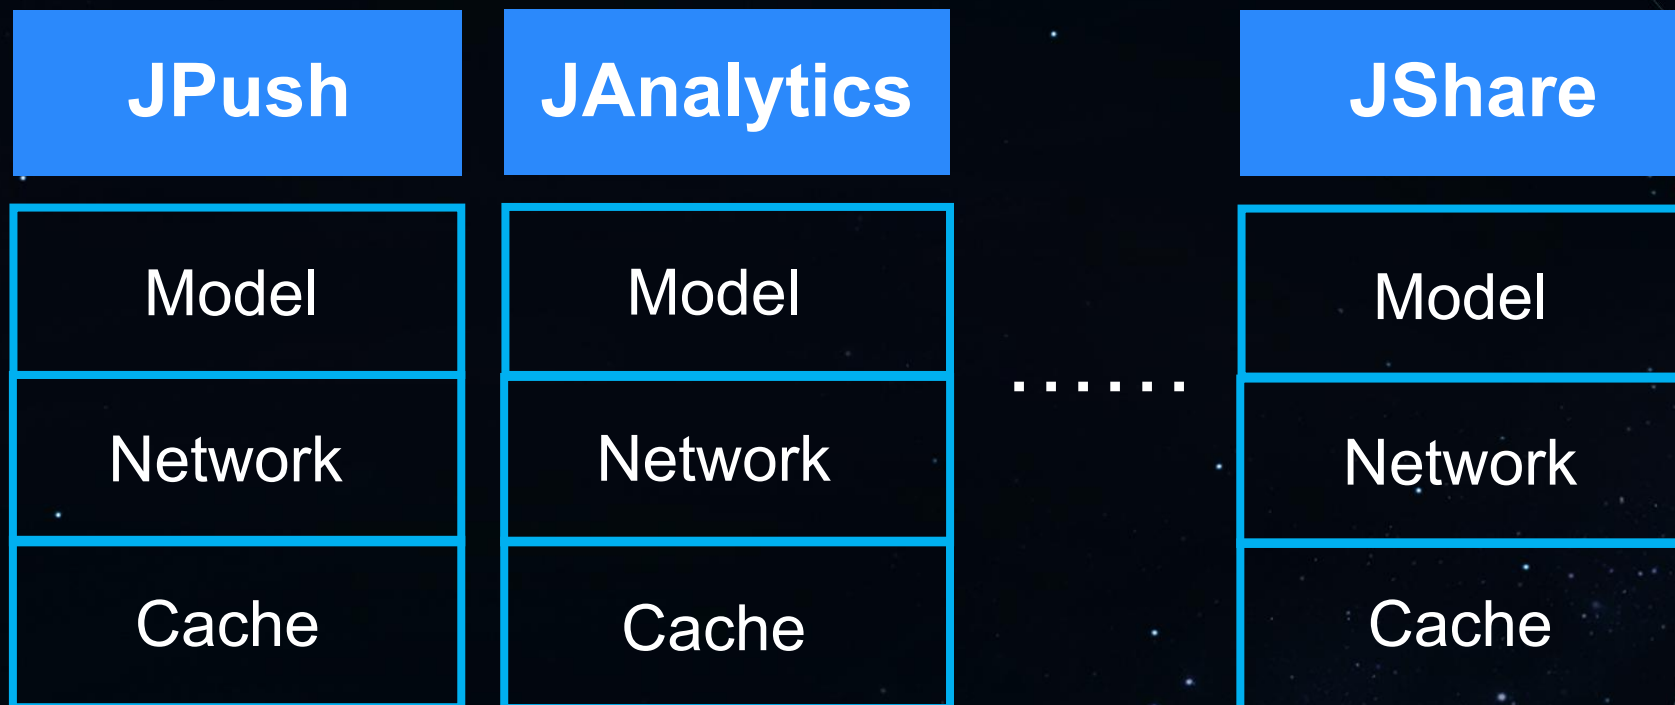 JPush
JAnalytics
JShare
Model
Model
Model
......
Network
Network
Network
Cache
Cache
Cache